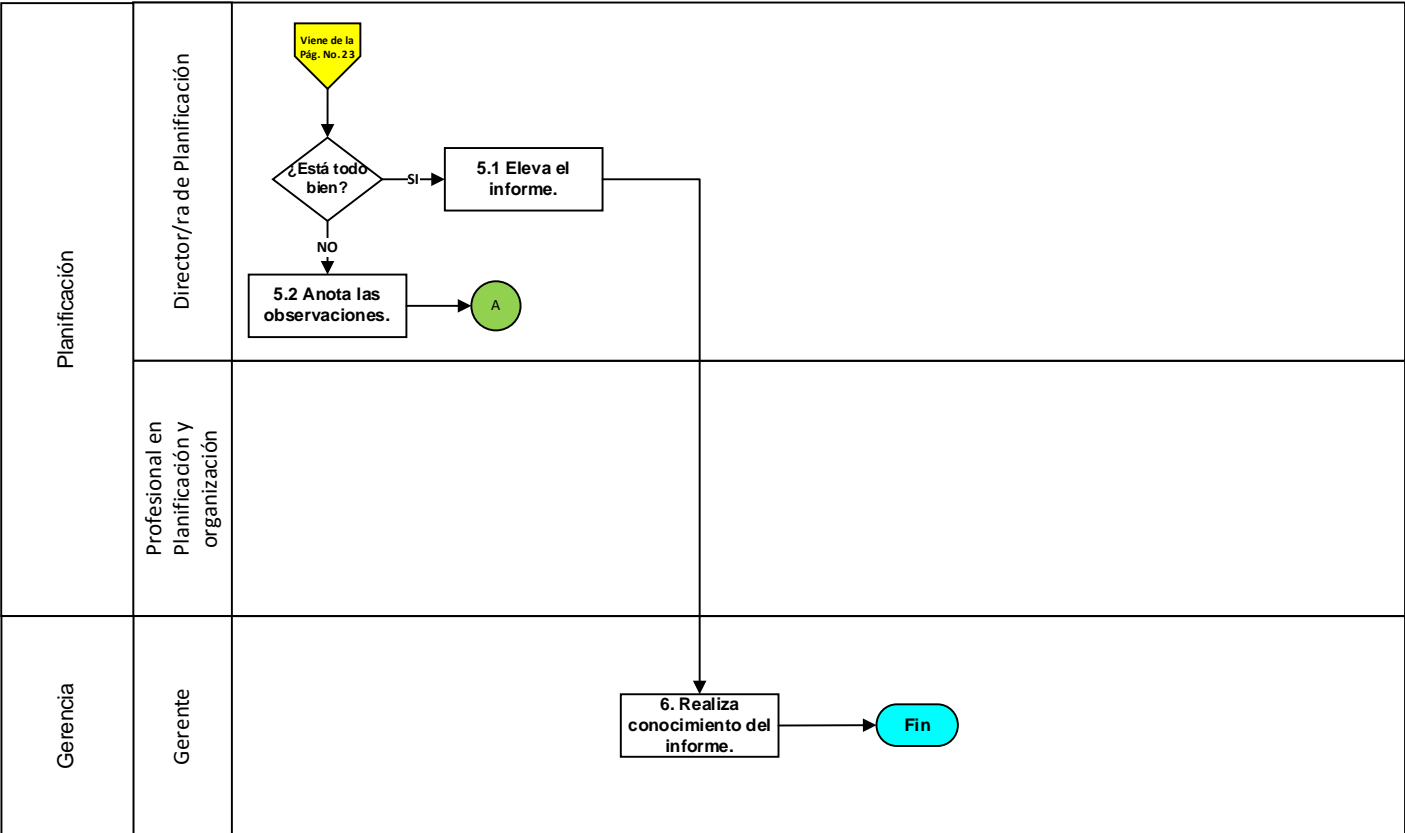 Planificación
Director/ra de Planificación
Viene de la
Pág. No.23
¿Está todo
bien?
SI
5.1 Eleva el
informe.
NO
5.2 Anota las
observaciones.
A
Profesional en
Planificación y
organización
Gerencia
Gerente
6. Realiza
conocimiento del
informe.
Fin